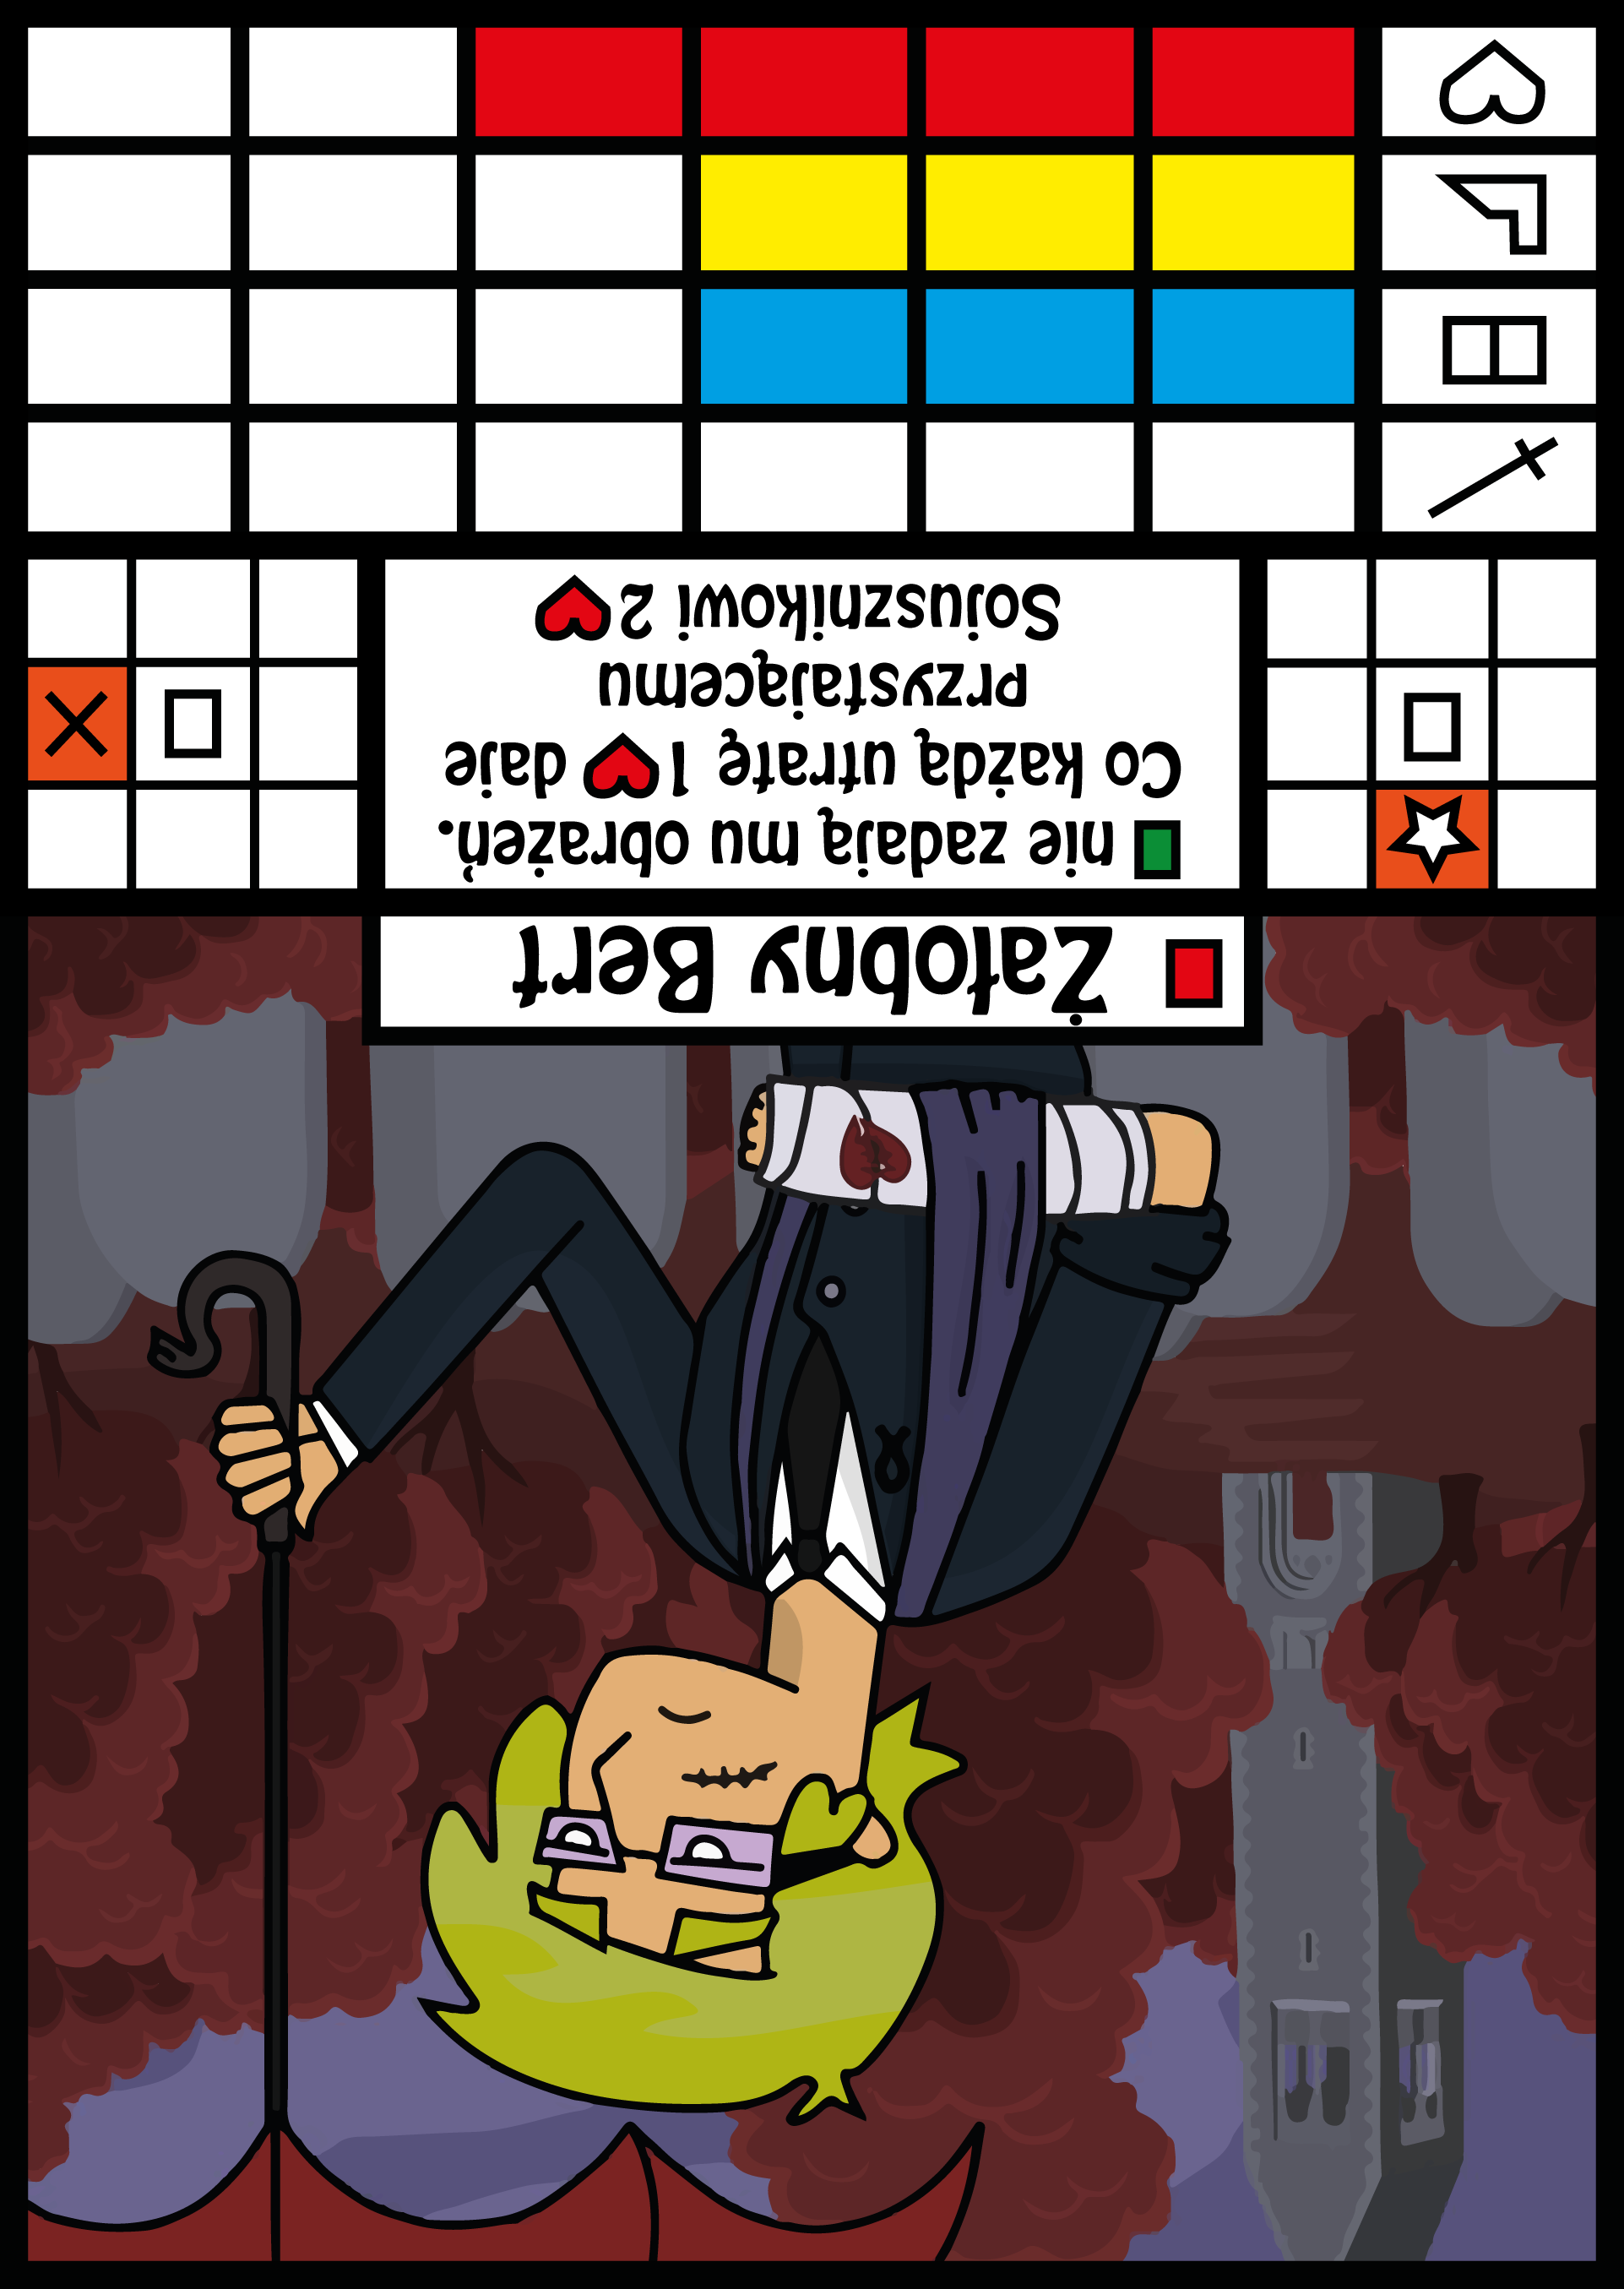 Żałobny Bert
nie zadają mu obrażeń.
Co każdą utratę 1 daje
przystającemu
Sojusznikowi 2